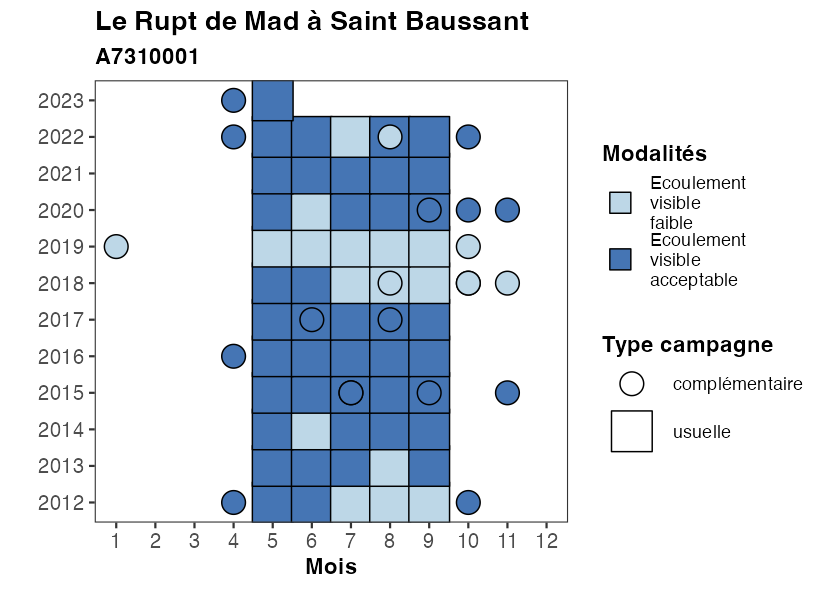 Le Rupt de Mad à Saint Baussant
A7310001
2023
2022
2021
2020
2019
2018
2017
2016
2015
2014
2013
2012
1 2 3 4 5 6 7 8 9 10 11 12
Mois
Modalités
Ecoulement
visible
faible
Ecoulement
visible
acceptable
Type campagne
complémentaire
usuelle